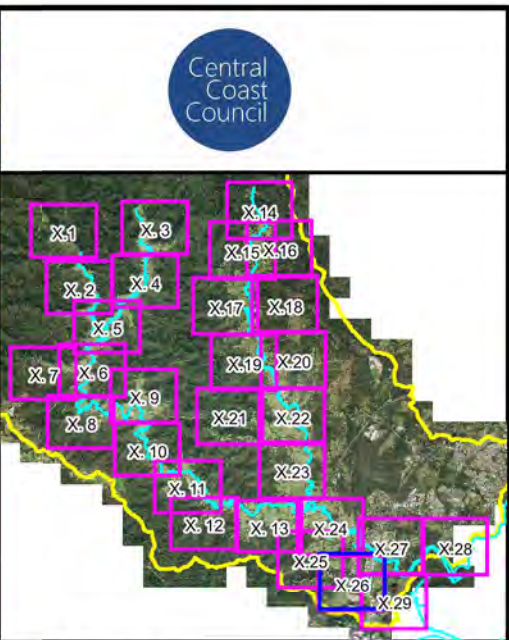 Central
Coast
Council
X.1
X. 3
X.14
X.15
X.16
X. 2
X. 4
X.17
X.18
X. 5
X. 7
X. 6
X.19
X.20
X. 9
X. 8
X.21
X.22
X. 10
X.23
X. 11
X. 12
X. 13
X.24
X.27
X.28
X.25
X.26
X.29